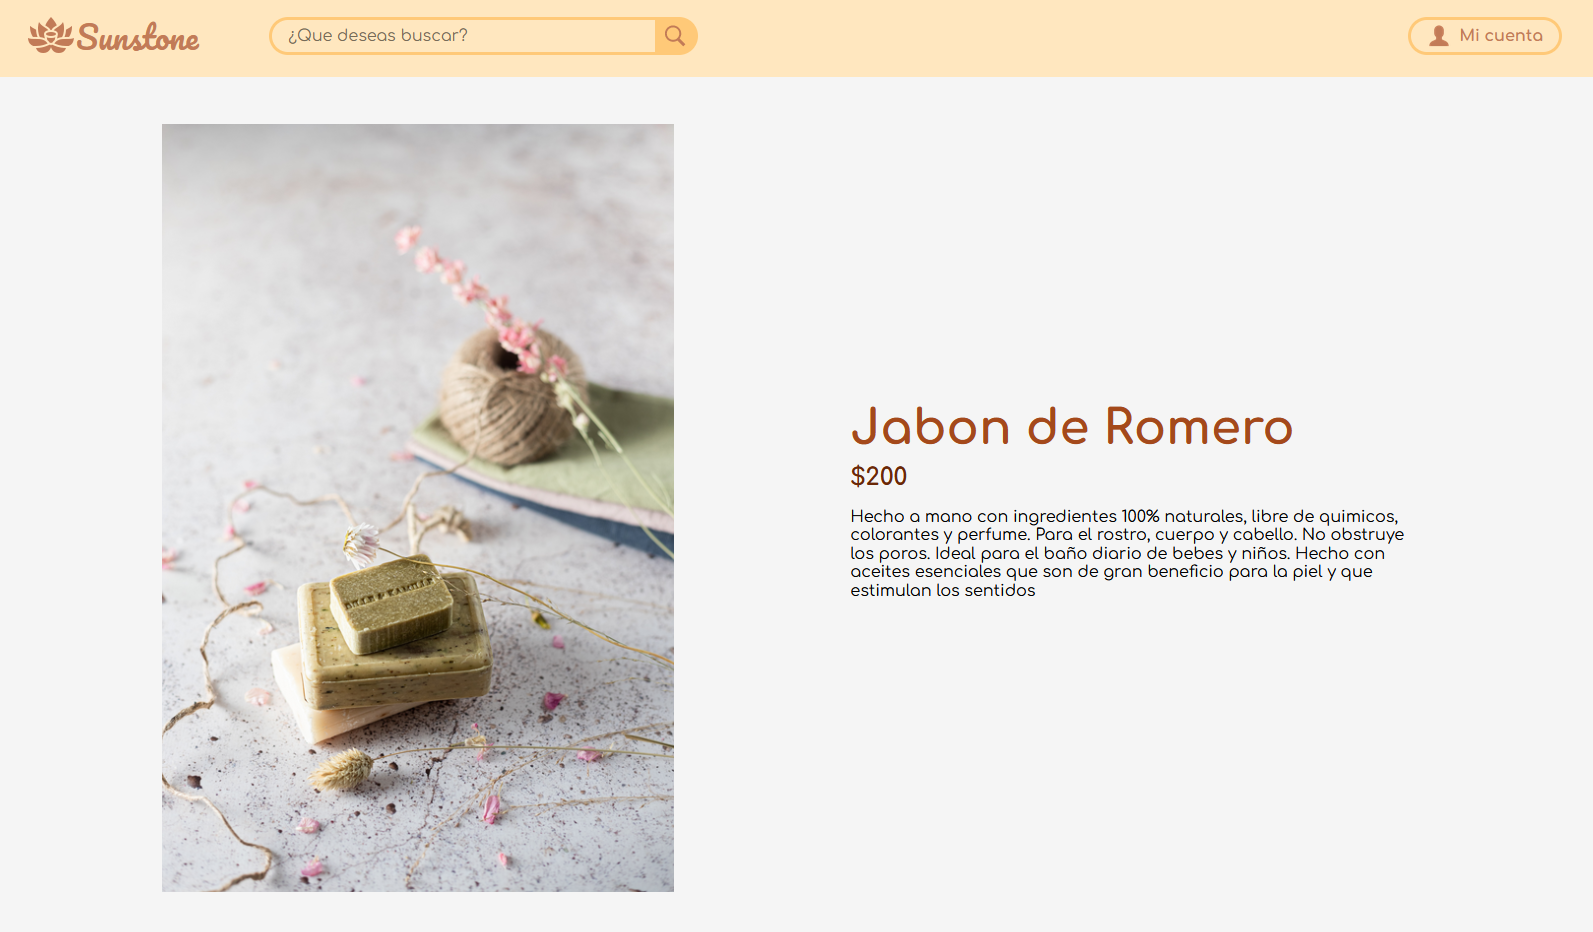 Sunstone
¿Que deseas buscar?
Mi cuenta
Jabon de Romero
$200
Hecho a mano con ingredientes 100% naturales, libre de quimicos,
colorantes y perfume. Para el rostro, cuerpo y cabello. No obstruye
los poros. Ideal para el baño diario de bebes y niños. Hecho con
aceites esenciales que son de gran beneficio para la piel y que
estimulan los sentidos